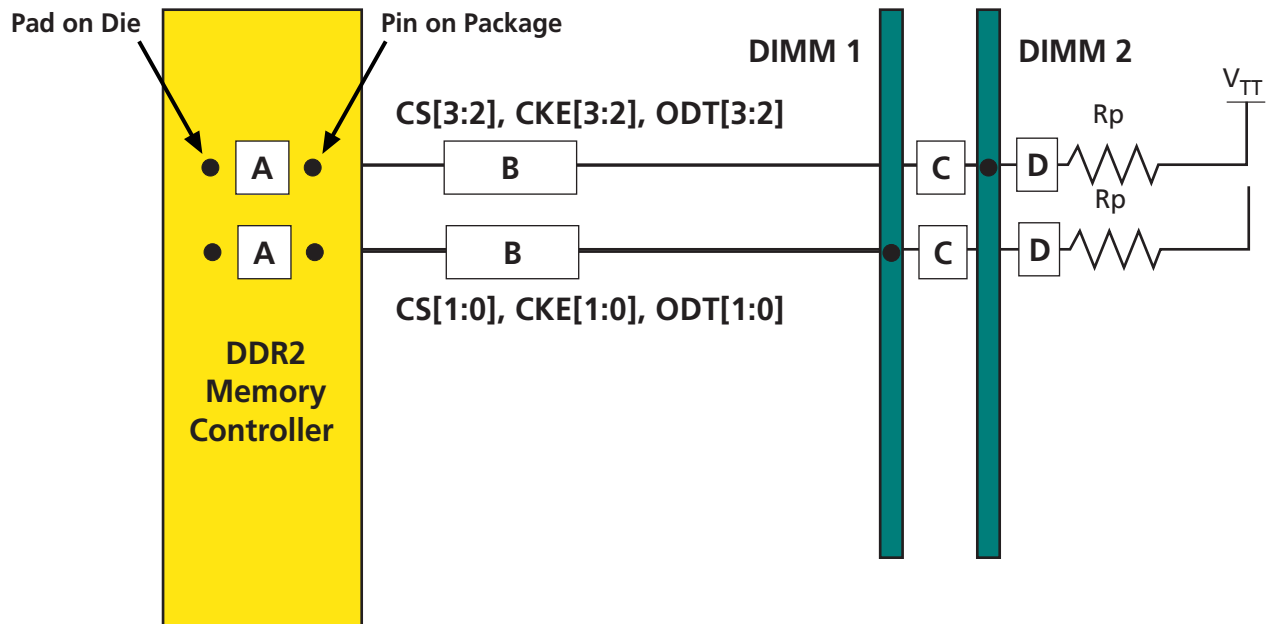 Pad on Die
Pin on Package
DIMM 1
DIMM 2
VTT
CS[3:2], CKE[3:2], ODT[3:2]
Rp
A
B
C
D
Rp
A
B
C
D
CS[1:0], CKE[1:0], ODT[1:0]
DDR2
Memory
Controller